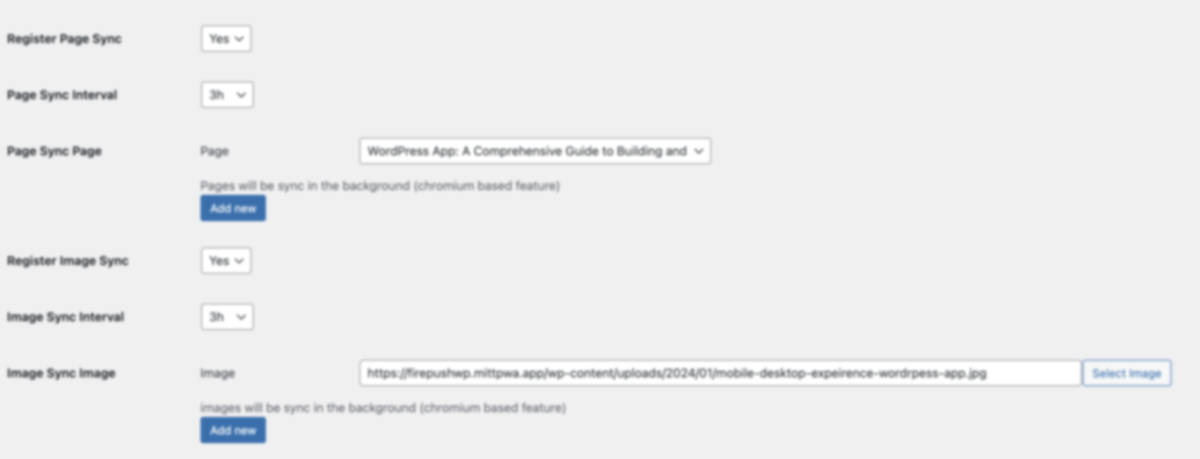 Register Page Sync Yes
Page Sync Interval 3h
Page Sync Page Page WordPress App: A Comprehensive Guide to Building and
Pages will be sync in the background (chromium based feature)
Add new
Register Image Sync Yes
Image Sync Interval 3h
Image Sync Image Image https://firepushwp.mittpwa.app/wp-content/uploads/2024/01/mobile-desktop-expeirence-wordrpess-app.jpg Select Image
images will be sync in the background (chromium based feature)
Add new